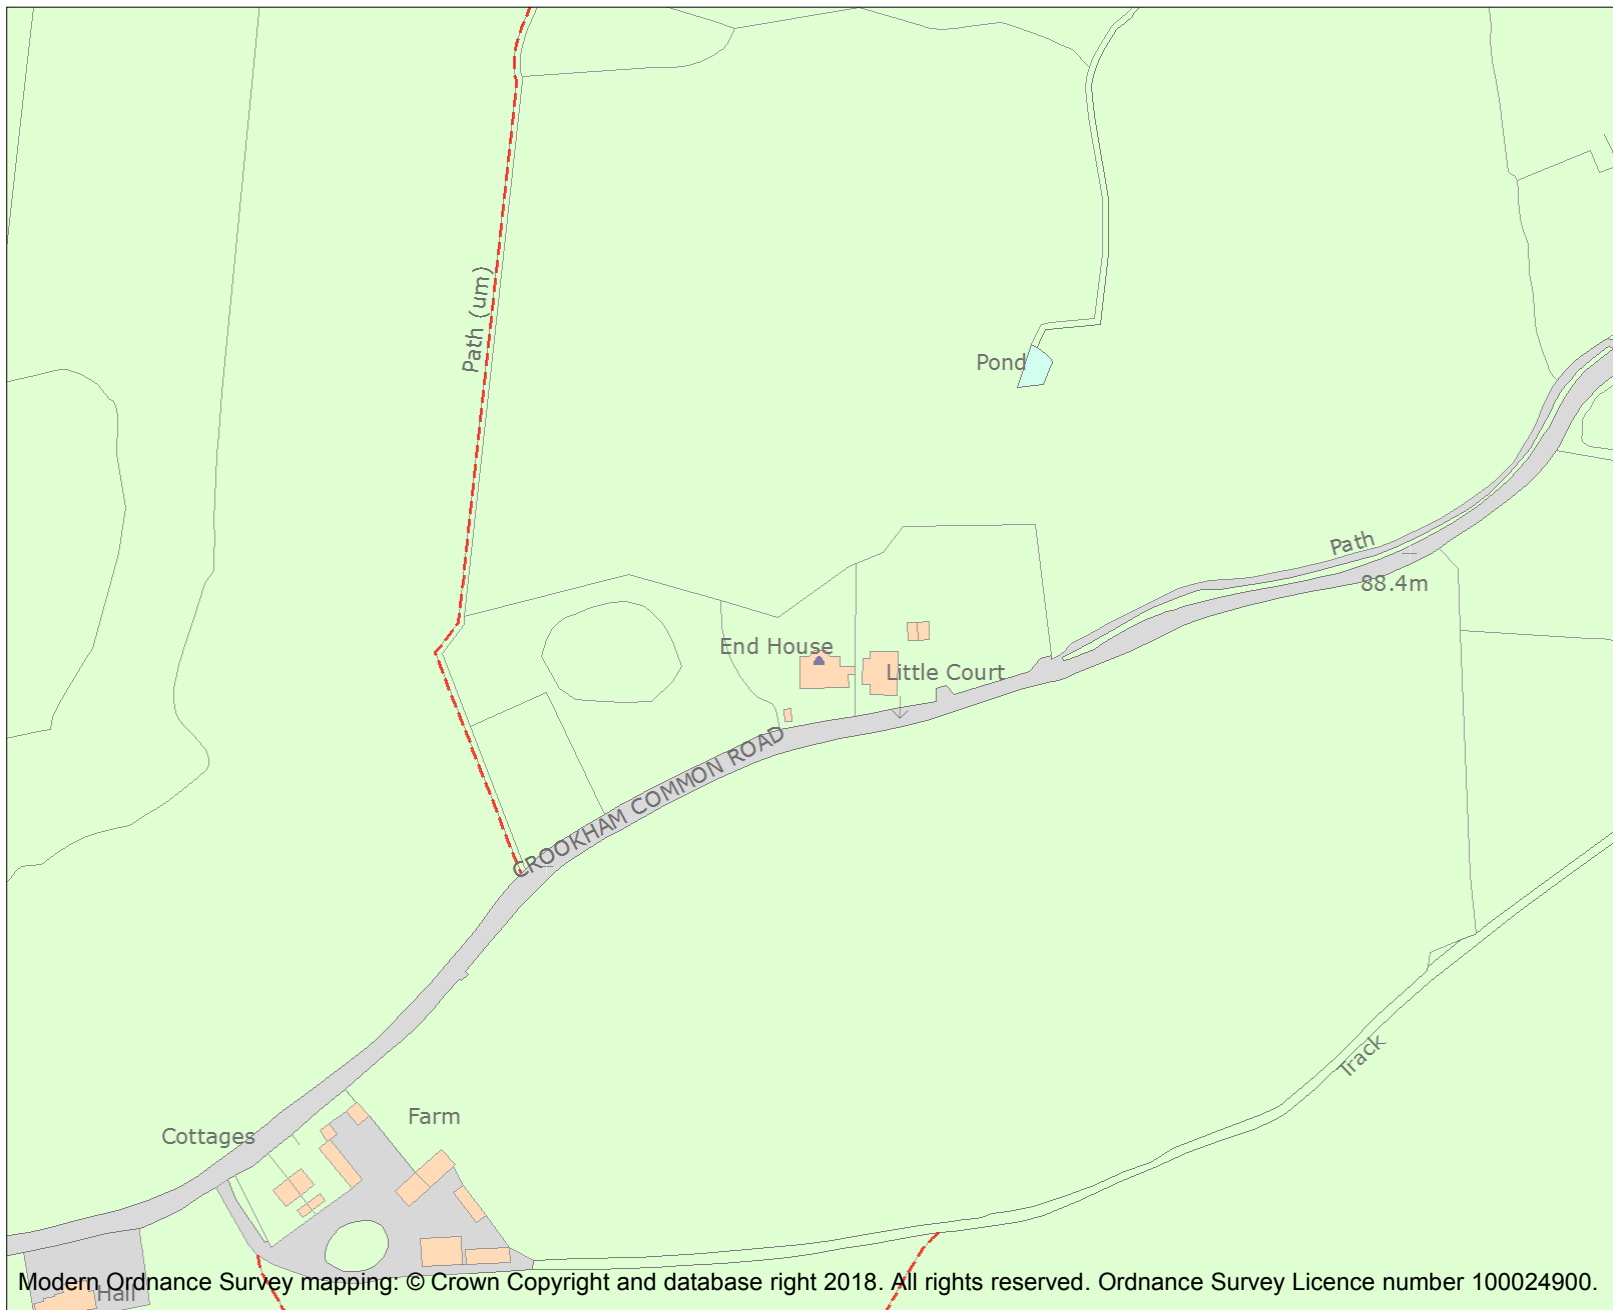 Path (um)
Pond
Path
88.4m
End House
Little Court
CROOKHAM COMMON ROAD
Track
Farm
Cottages
Hall
Modern Ordnance Survey mapping: © Crown Copyright and database right 2018. All rights reserved. Ordnance Survey Licence number 100024900.